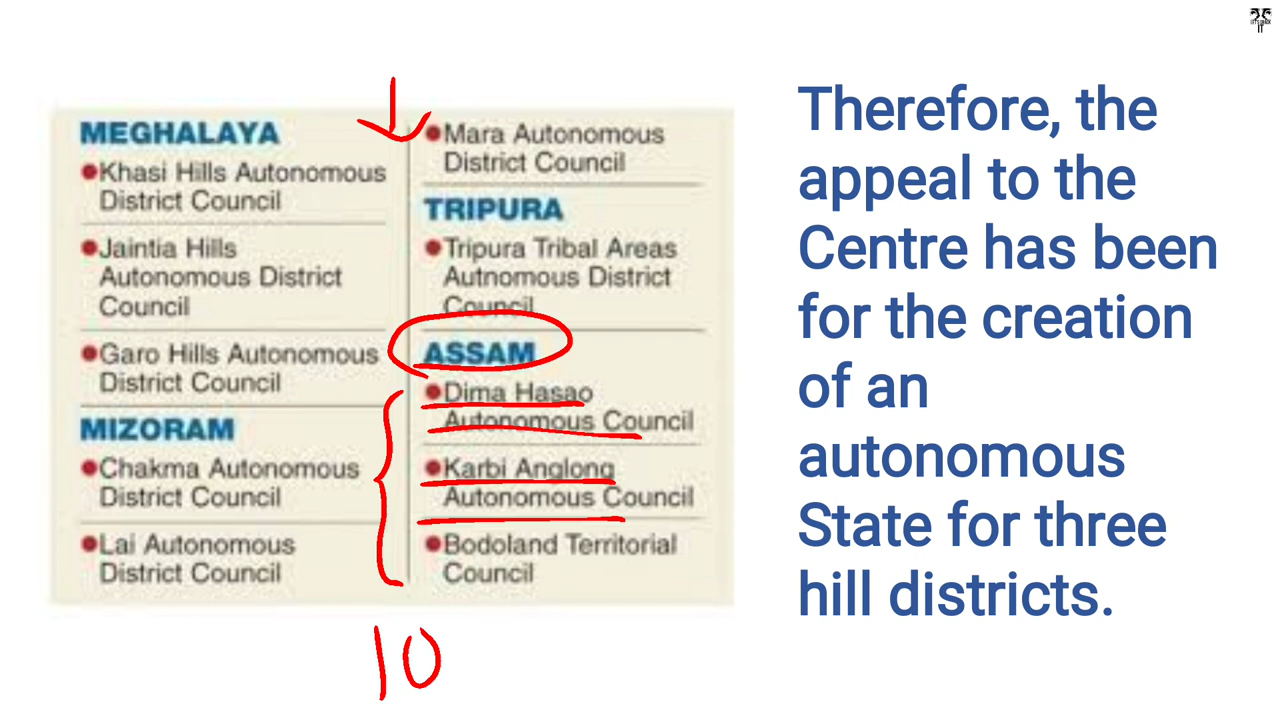 MEGHALAYA
Khasi Hills Autonomous
District Council
Jaintia Hills
Autonomous District
Council
Garo Hills Autonomous
District Council
MIZORAM
Chakma Autonomous
District Council
Lai Autonomous
District Council
Mara Autonomous
District Council
TRIPURA
Tripura Tribal Areas
Autnomous District
Council
ASSAM
Dima Hasao
Autonomous Council
Karbi Anglong
Autonomous Council
Bodoland Territorial
Council
10
Therefore, the
appeal to the
Centre has been
for the creation
of an
autonomous
State for three
hill districts.